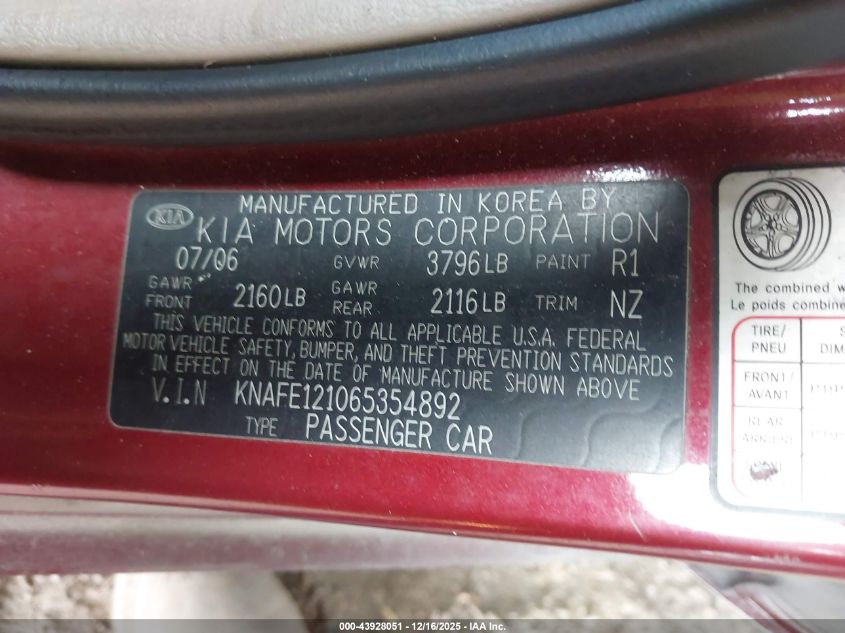 KIA
MANUFACTURED IN KOREA BY
KIA MOTORS CORPORATION
07/06 GVWR 3796LB PAINT R1
GAWR FRONT 2160LB GAWR REAR 2116LB TRIM NZ
THIS VEHICLE CONFORMS TO ALL APPLICABLE U.S.A. FEDERAL
MOTOR VEHICLE SAFETY, BUMPER, AND THEFT PREVENTION STANDARDS
IN EFFECT ON THE DATE OF MANUFACTURE SHOWN ABOVE
V.I.N KNAFE121065354892
TYPE PASSENGER CAR
The combined w
Le poids combiné
TIRE/
PNEU
S
DIM
FRONT/
AVANT
REAR
ARRIERE
000-43928051 - 12/16/2025 - IAA Inc.